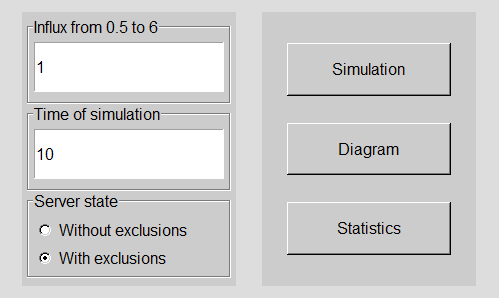 Influx from 0.5 to 6
1
Time of simulation
10
Server state
Without exclusions
With exclusions
Simulation
Diagram
Statistics